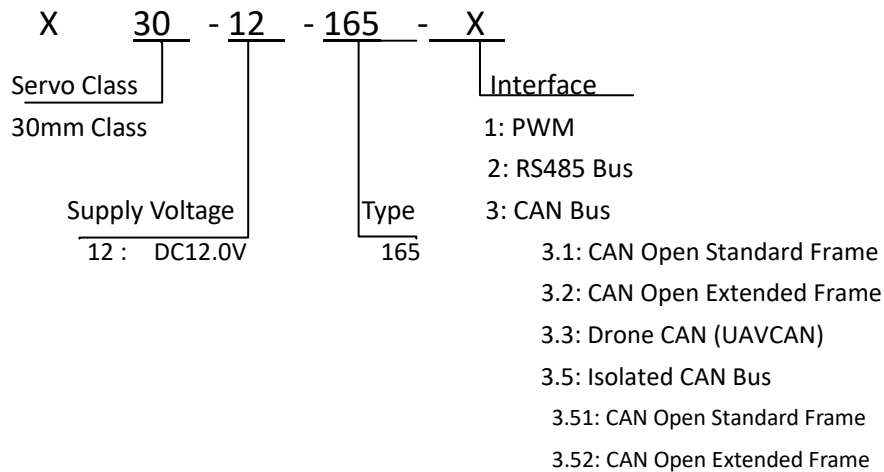 X 30 - 12 - 165 - X
Servo Class
Interface
30mm Class
1: PWM
2: RS485 Bus
Supply Voltage
Type
3: CAN Bus
12 : DC12.0V
165
3.1: CAN Open Standard Frame
3.2: CAN Open Extended Frame
3.3: Drone CAN (UAVCAN)
3.5: Isolated CAN Bus
3.51: CAN Open Standard Frame
3.52: CAN Open Extended Frame